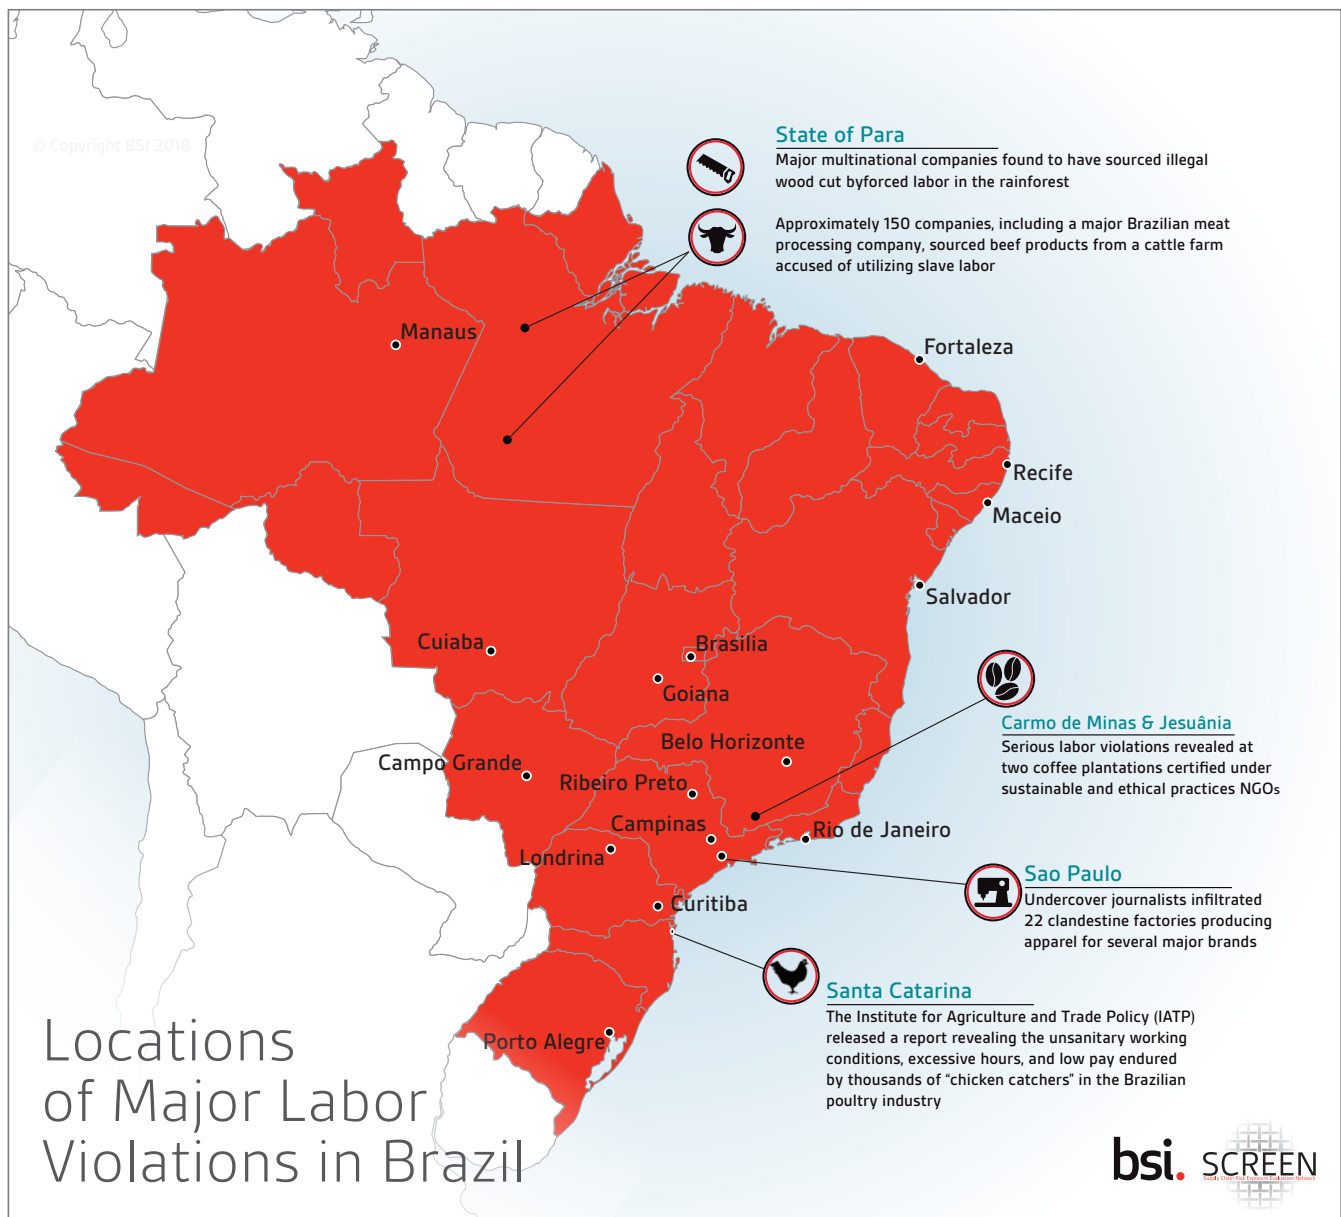 © Copyright BSI 2018
State of Para
Major multinational companies found to have sourced illegal
wood cut byforced labor in the rainforest
Approximately 150 companies, including a major Brazilian meat
processing company, sourced beef products from a cattle farm
accused of utilizing slave labor
Manaus
Fortaleza
Recife
Maceio
Salvador
Cuiaba
Brasilia
Goiana
Carmo de Minas & Jesuânia
Serious labor violations revealed at
two coffee plantations certified under
sustainable and ethical practices NGOs
Belo Horizonte
Campo Grande
Ribeiro Preto
Campinas
Rio de Janeiro
Londrina
Sao Paulo
Undercover journalists infiltrated
22 clandestine factories producing
apparel for several major brands
Curitiba
Santa Catarina
The Institute for Agriculture and Trade Policy (IATP)
released a report revealing the unsanitary working
conditions, excessive hours, and low pay endured
by thousands of “chicken catchers” in the Brazilian
poultry industry
Porto Alegre
Locations
of Major Labor
Violations in Brazil
bsi. SCREEN
Supply Chain Risk Exposure Evaluation Network